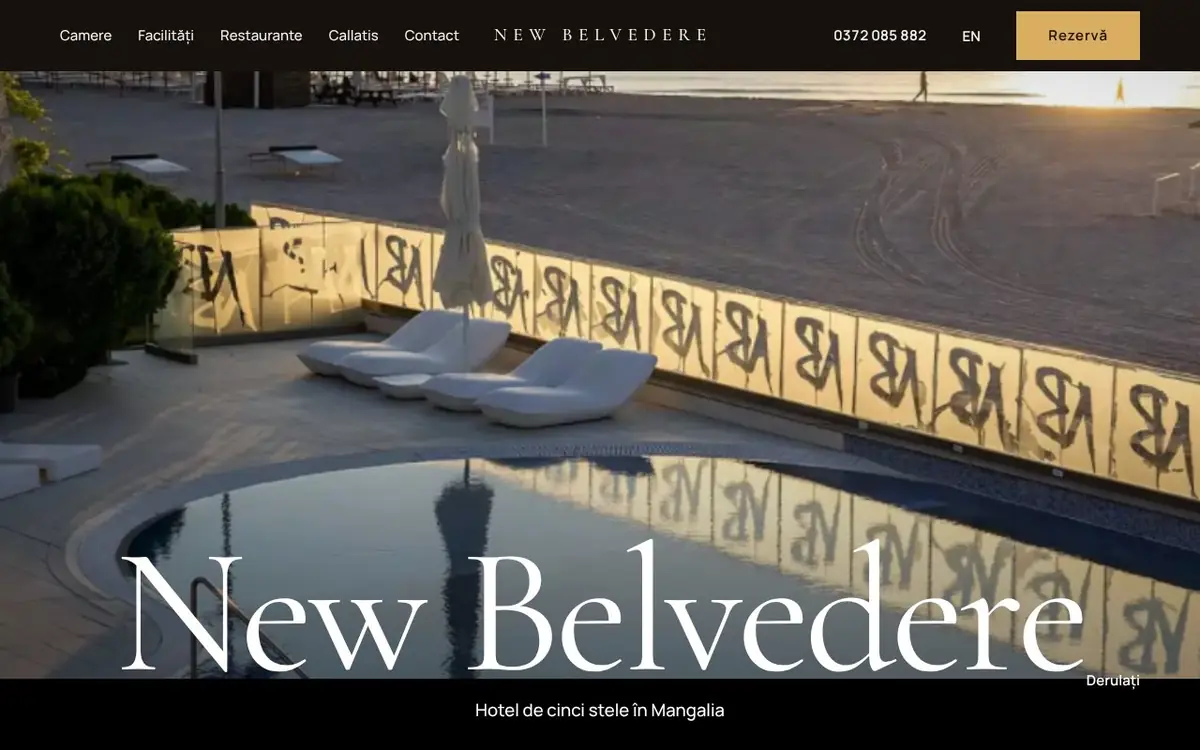 Camere Facilități Restaurante Callatis Contact NEW BELVEDERE 0372 085 882 EN Rezervă
New Belvedere
Derulați
Hotel de cinci stele în Mangalia